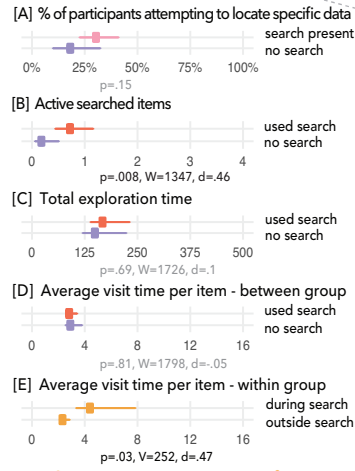 [A] % of participants attempting to locate specific data
search present
no search
0% 25% 50% 75% 100%
p=.15
[B] Active searched items
used search
no search
0 1 2 3 4
p=.008, W=1347, d=.46
[C] Total exploration time
used search
no search
0 125 250 375 500
p=.69, W=1726, d=.1
[D] Average visit time per item - between group
used search
no search
0 4 8 12 16
p=.81, W=1798, d=-.05
[E] Average visit time per item - within group
during search
outside search
0 4 8 12 16
p=.03, V=252, d=.47